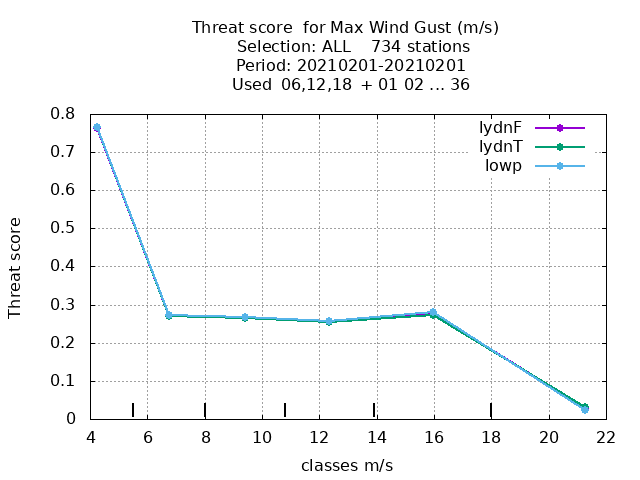 Threat score  for Max Wind Gust (m/s)
Selection: ALL    734 stations
Period: 20210201-20210201
Used  06,12,18  + 01 02 ... 36
lydnF
lydnT
lowp
Threat score
0.8
0.7
0.6
0.5
0.4
0.3
0.2
0.1
0
4 6 8 10 12 14 16 18 20 22
classes m/s